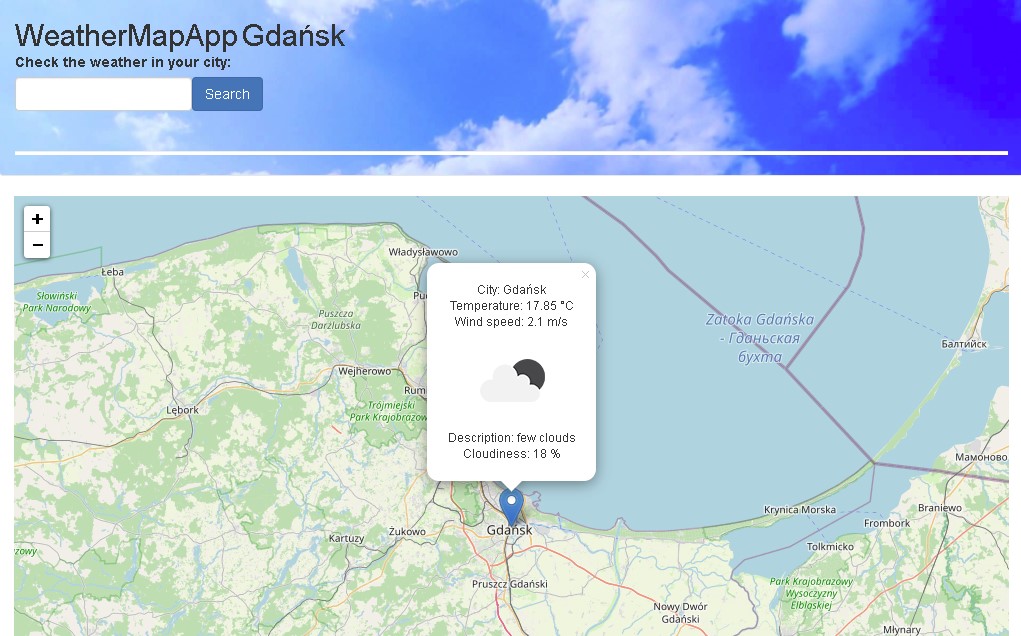 WeatherMapApp Gdańsk
Check the weather in your city:
Search
+
−
Władysławowo
Łeba
Słowiński
Park Narodowy
Puszcza
Darżlubska
City: Gdańsk
Temperature: 17.85 °C
Wind speed: 2.1 m/s
Zatoka Gdańska
- Гданьская
бухта
Балтийск
Wejherowo
Lębork
Trójmiejski
Park Krajobrazowy
Description: few clouds
Cloudiness: 18 %
Мамоново
Krynica Morska
Braniewo
Frombork
Gdańsk
Żukowo
Kartuzy
Tolkmicko
Pruszcz Gdański
Park Krajobrazowy
Wysoczyzny
Elbląskiej
Nowy Dwór
Gdański
Młynary